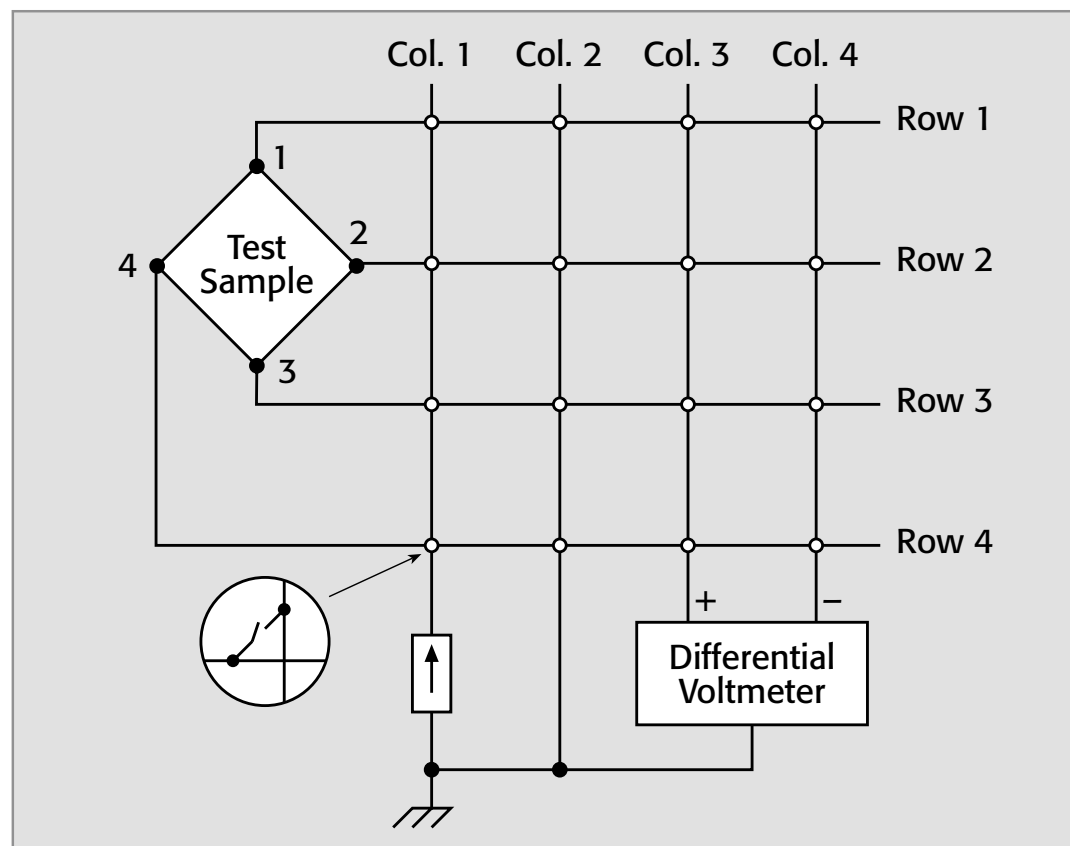 Col. 1 Col. 2 Col. 3 Col. 4
Row 1
1
Test
Sample
2
4
Row 2
3
Row 3
Row 4
+ −
Differential
Voltmeter